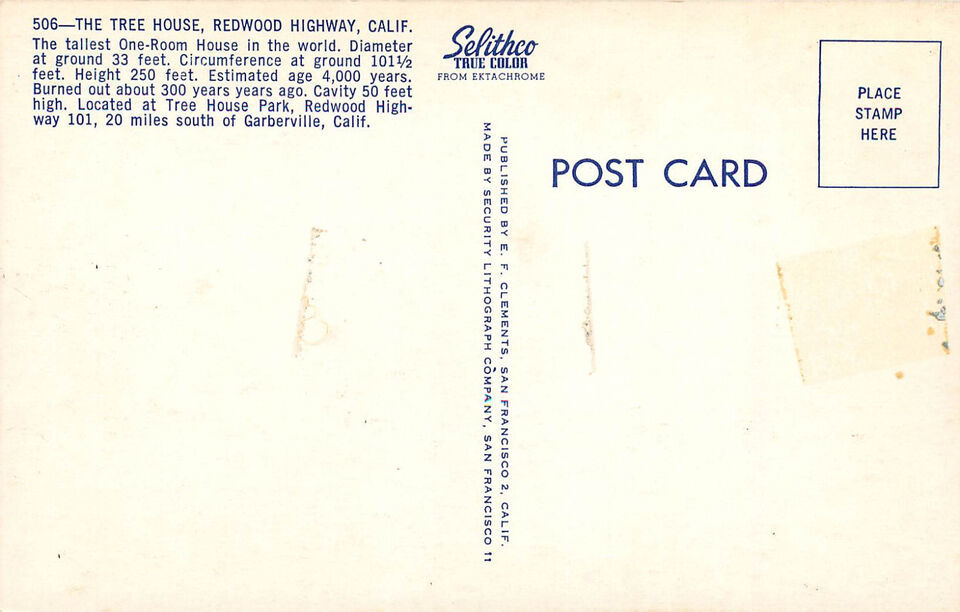 506—THE TREE HOUSE, REDWOOD HIGHWAY, CALIF.
The tallest One-Room House in the world. Diameter
at ground 33 feet. Circumference at ground 101½
feet. Height 250 feet. Estimated age 4,000 years.
Burned out about 300 years years ago. Cavity 50 feet
high. Located at Tree House Park, Redwood High-
way 101, 20 miles south of Garberville, Calif.
Selithco
TRUE COLOR
FROM EKTACHROME
PLACE
STAMP
HERE
POST CARD
PUBLISHED BY E. F. CLEMENTS, SAN FRANCISCO 2, CALIF.
MADE BY SECURITY LITHOGRAPH COMPANY, SAN FRANCISCO 11